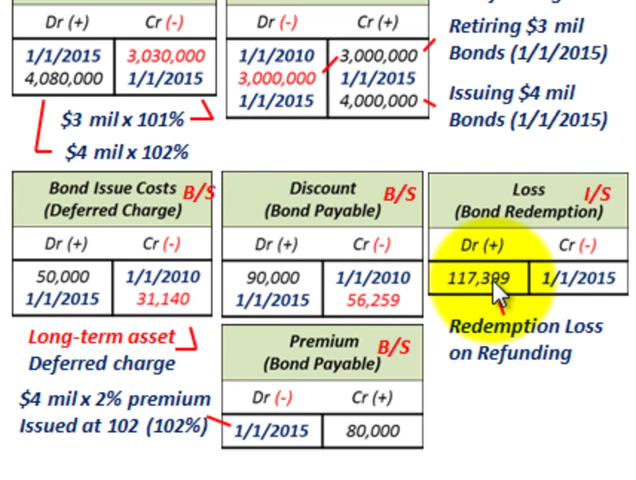 Dr (+) Cr (-)
1/1/2015 3,030,000
4,080,000 1/1/2015
$3 mil x 101%
$4 mil x 102%
Dr (-) Cr (+)
1/1/2010 3,000,000
3,000,000 1/1/2015
1/1/2015 4,000,000
Retiring $3 mil
Bonds (1/1/2015)
Issuing $4 mil
Bonds (1/1/2015)
Bond Issue Costs B/S
(Deferred Charge)
Dr (+) Cr (-)
50,000 1/1/2010
1/1/2015 31,140
Long-term asset
Deferred charge
Discount B/S
(Bond Payable)
Dr (+) Cr (-)
90,000 1/1/2010
1/1/2015 56,259
Loss I/S
(Bond Redemption)
Dr (+) Cr (-)
117,399 1/1/2015
Redemption Loss
on Refunding
$4 mil x 2% premium
Issued at 102 (102%)
Premium B/S
(Bond Payable)
Dr (-) Cr (+)
1/1/2015 80,000